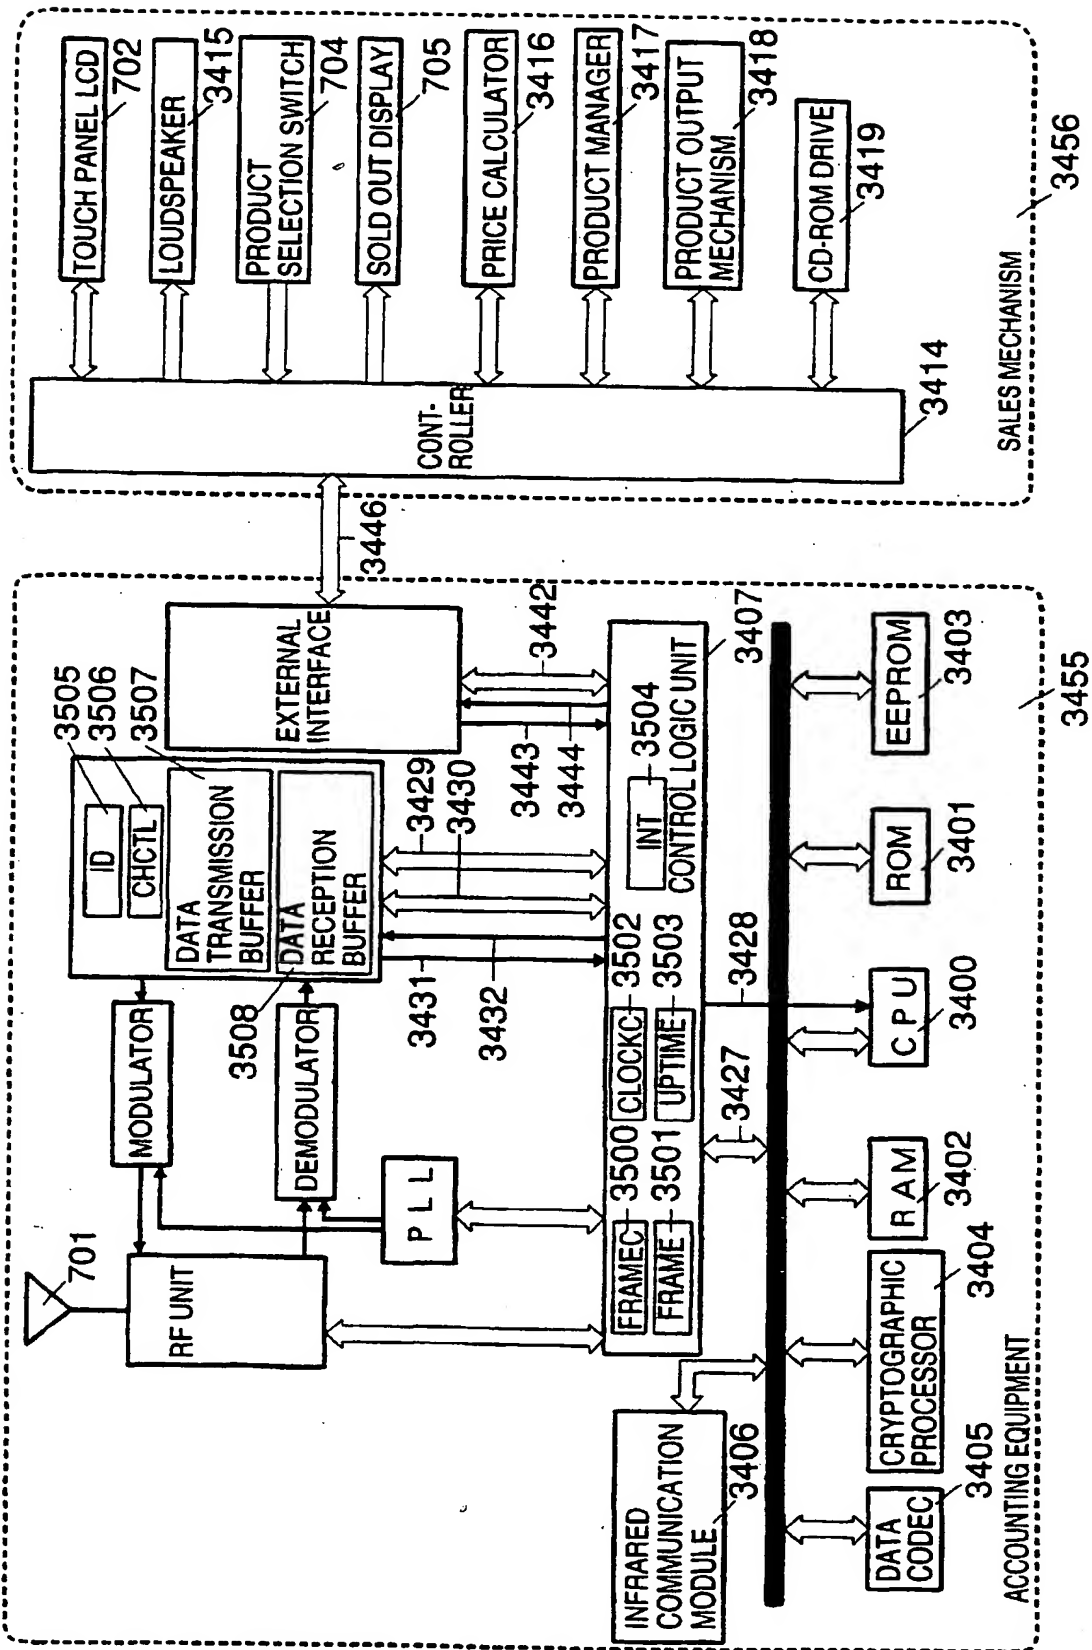 701
RF UNIT
MODULATOR
DEMODULATOR
P L L
ID
CHCTL
DATA
TRANSMISSION
BUFFER
DATA
RECEPTION
BUFFER
3505
3506
3507
3508
EXTERNAL
INTERFACE
3446
3431
3432
3429
3430
3443
3444
3442
FRAMEC
3500
CLOCKC
3502
FRAME
3501
UPTIME
3503
INT
3504
CONTROL LOGIC UNIT
3407
3427
3428
INFRARED
COMMUNICATION
MODULE
3406
DATA
CODEC
3405
CRYPTOGRAPHIC
PROCESSOR
3404
R A M
3402
C P U
3400
ROM
3401
EEPROM
3403
ACCOUNTING EQUIPMENT
3455
CONT-
ROLLER
3414
TOUCH PANEL LCD
702
LOUDSPEAKER
3415
PRODUCT
SELECTION SWITCH
704
SOLD OUT DISPLAY
705
PRICE CALCULATOR
3416
PRODUCT MANAGER
3417
PRODUCT OUTPUT
MECHANISM
3418
CD-ROM DRIVE
3419
SALES MECHANISM
3456